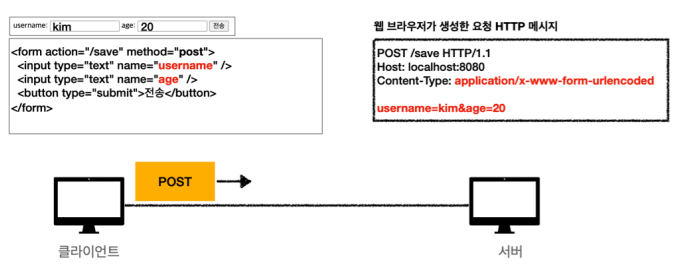 username: kim age: 20 전송
<form action="/save" method="post">
<input type="text" name="username" />
<input type="text" name="age" />
<button type="submit">전송</button>
</form>
웹 브라우저가 생성한 요청 HTTP 메시지
POST /save HTTP/1.1
Host: localhost:8080
Content-Type: application/x-www-form-urlencoded
username=kim&age=20
POST
클라이언트
서버